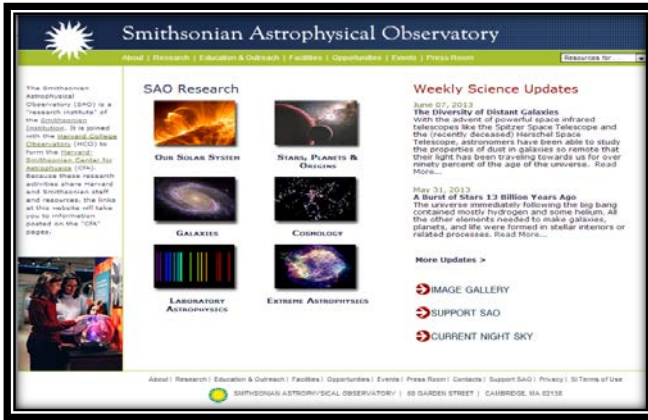 Smithsonian Astrophysical Observatory
About | Research | Education & Outreach | Facilities | Opportunities | Events | Press Room
Resources for ...
The Smithsonian
Astrophysical
Observatory (SAO) is a
"research institute" of
the Smithsonian
Institution. It is joined
with the Harvard College
Observatory (HCO) to
form the Harvard-
Smithsonian Center for
Astrophysics (CfA).
Because these research
activities share Harvard
and Smithsonian staff
and resources, the links
at this website will take
you to information
posted on the "CfA"
pages.
SAO Research
Our Solar System
Stars, Planets &
Origins
Galaxies
Cosmology
Laboratory
Astrophysics
Extreme Astrophysics
Weekly Science Updates
June 07, 2013
The Diversity of Distant Galaxies
With the advent of powerful space infrared
telescopes like the Spitzer Space Telescope and
the (recently deceased) Herschel Space
Telescope, astronomers have been able to study
the properties of dust in galaxies so remote that
their light has been traveling towards us for over
ninety percent of the age of the universe. Read
More...
May 31, 2013
A Burst of Stars 13 Billion Years Ago
The universe immediately following the big bang
contained mostly hydrogen and some helium. All
the other elements needed to make galaxies,
planets, and life were formed in stellar interiors or
related processes. Read More...
More Updates >
IMAGE GALLERY
SUPPORT SAO
CURRENT NIGHT SKY
About | Research | Education & Outreach | Facilities | Opportunities | Events | Press Room | Contacts | Support SAO | Privacy | SI Terms of Use
SMITHSONIAN ASTROPHYSICAL OBSERVATORY | 60 GARDEN STREET | CAMBRIDGE, MA 02138